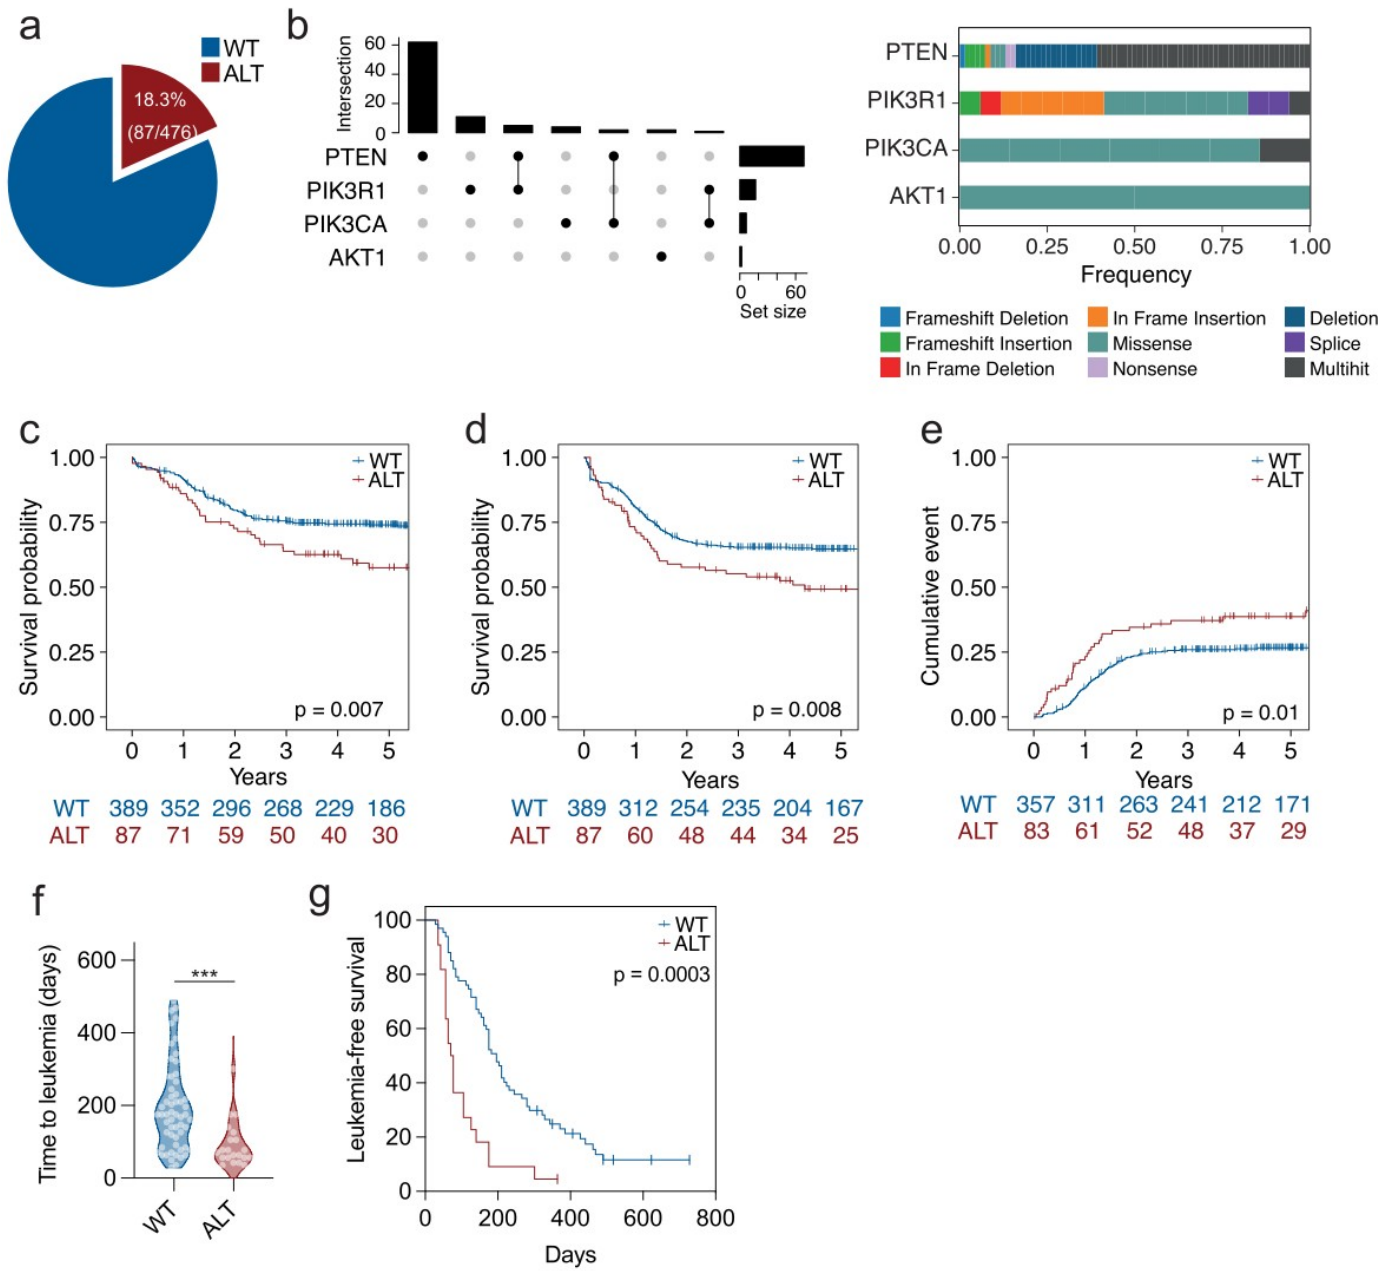 a
WT
ALT
18.3%
(87/476)
b
Intersection
60
40
20
0
PTEN
PIK3R1
PIK3CA
AKT1
0 60
Set size
PTEN
PIK3R1
PIK3CA
AKT1
0.00 0.25 0.50 0.75 1.00
Frequency
Frameshift Deletion In Frame Insertion Deletion
Frameshift Insertion Missense Splice
In Frame Deletion Nonsense Multihit
c
Survival probability
1.00
0.75
0.50
0.25
0.00
WT
ALT
p = 0.007
0 1 2 3 4 5
Years
WT 389 352 296 268 229 186
ALT 87 71 59 50 40 30
d
Survival probability
1.00
0.75
0.50
0.25
0.00
WT
ALT
p = 0.008
0 1 2 3 4 5
Years
WT 389 312 254 235 204 167
ALT 87 60 48 44 34 25
e
Cumulative event
1.00
0.75
0.50
0.25
0.00
WT
ALT
p = 0.01
0 1 2 3 4 5
Years
WT 357 311 263 241 212 171
ALT 83 61 52 48 37 29
f
Time to leukemia (days)
600
400
200
0
***
WT
ALT
g
Leukemia-free survival
100
80
60
40
20
0
WT
ALT
p = 0.0003
0 200 400 600 800
Days